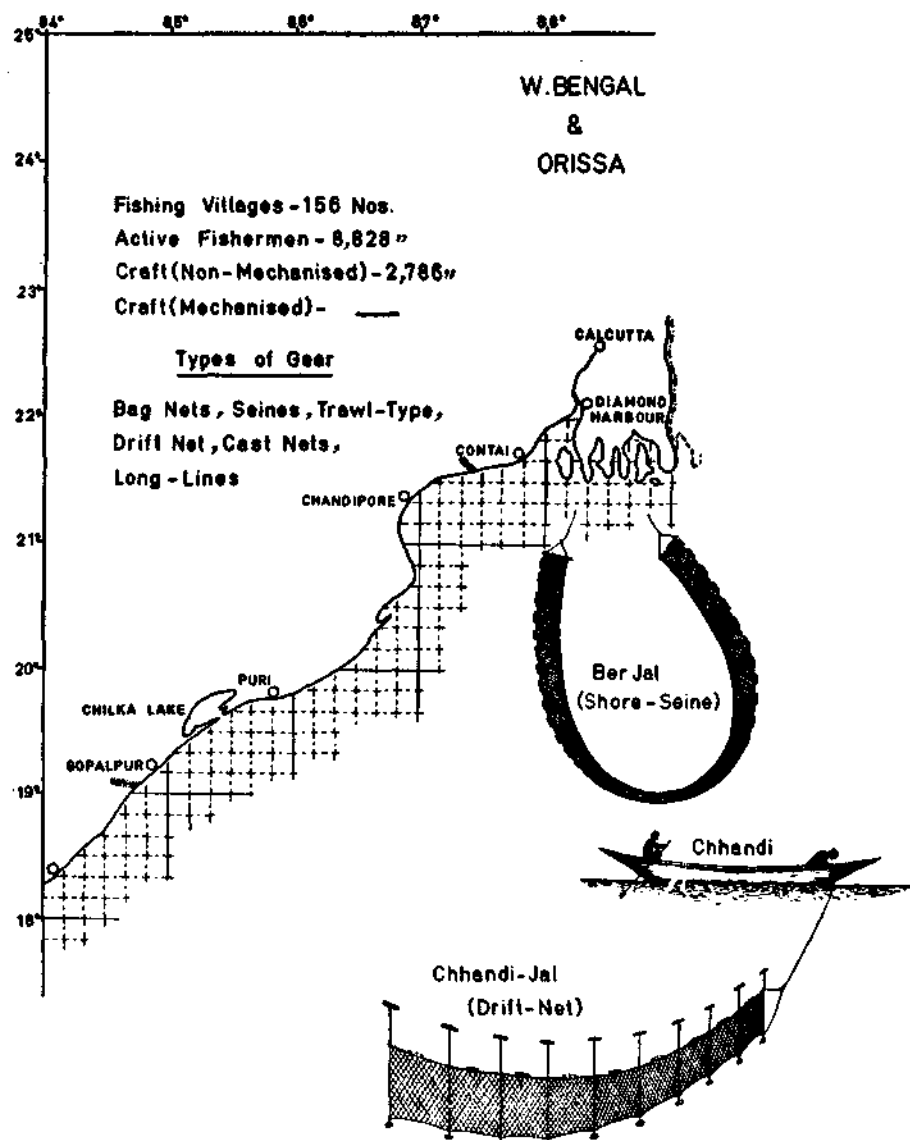 84° 85° 86° 87° 88°
25°
W. BENGAL
&
ORISSA
24°
Fishing Villages - 156 Nos.
Active Fishermen - 8,828 "
Craft (Non-Mechanised) - 2,786 "
Craft (Mechanised) - —
23°
Types of Gear
Bag Nets, Seines, Trawl-Type,
Drift Net, Cast Nets,
Long-Lines
CALCUTTA
DIAMOND
HARBOUR
22°
CONTAI
CHANDIPORE
21°
20°
PURI
CHILKA LAKE
GOPALPUR
19°
18°
Ber Jal
(Shore-Seine)
Chhandi
Chhandi-Jal
(Drift-Net)